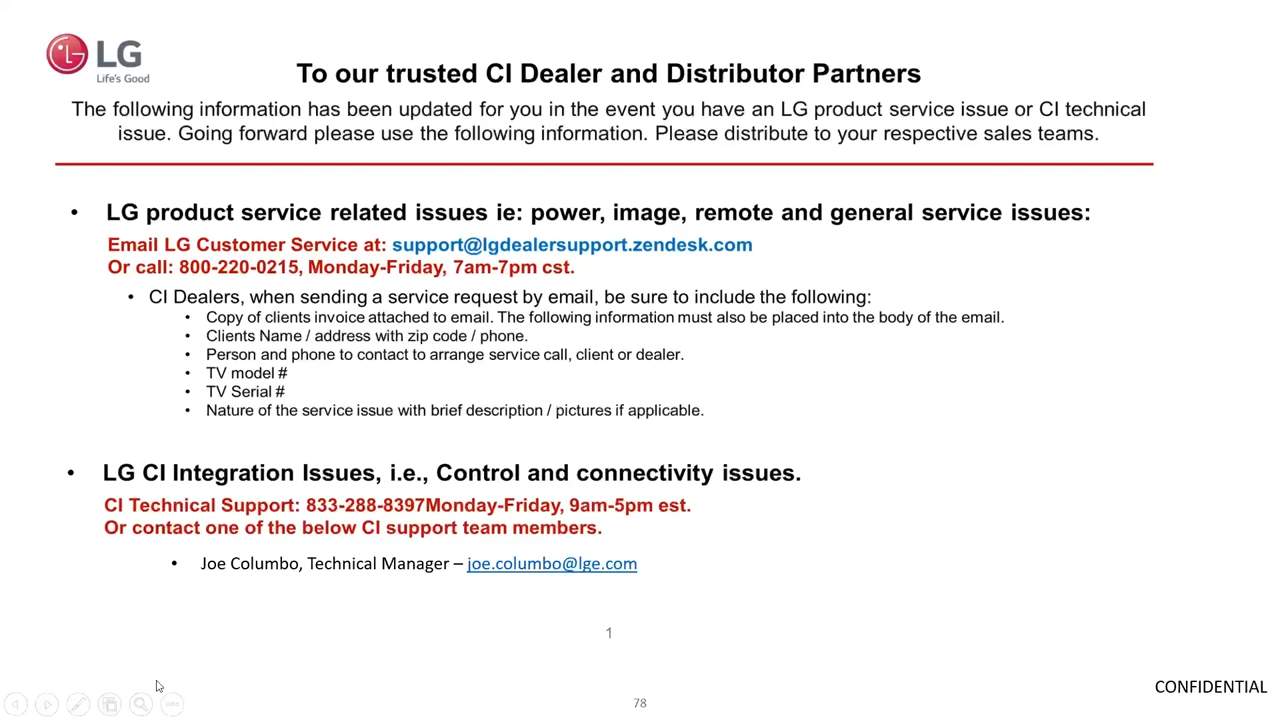 LG
Life's Good
To our trusted CI Dealer and Distributor Partners
The following information has been updated for you in the event you have an LG product service issue or CI technical
issue. Going forward please use the following information. Please distribute to your respective sales teams.
• LG product service related issues ie: power, image, remote and general service issues:
Email LG Customer Service at: support@lgdealersupport.zendesk.com
Or call: 800-220-0215, Monday-Friday, 7am-7pm cst.
• CI Dealers, when sending a service request by email, be sure to include the following:
• Copy of clients invoice attached to email. The following information must also be placed into the body of the email.
• Clients Name / address with zip code / phone.
• Person and phone to contact to arrange service call, client or dealer.
• TV model #
• TV Serial #
• Nature of the service issue with brief description / pictures if applicable.
• LG CI Integration Issues, i.e., Control and connectivity issues.
CI Technical Support: 833-288-8397Monday-Friday, 9am-5pm est.
Or contact one of the below CI support team members.
• Joe Columbo, Technical Manager – joe.columbo@lge.com
1
CONFIDENTIAL
78